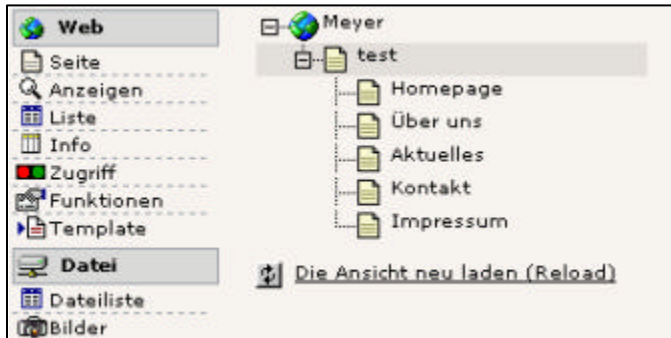 Web
Seite
Anzeigen
Liste
Info
Zugriff
Funktionen
Template
Datei
Dateiliste
Bilder
Meyer
test
Homepage
Über uns
Aktuelles
Kontakt
Impressum
Die Ansicht neu laden (Reload)